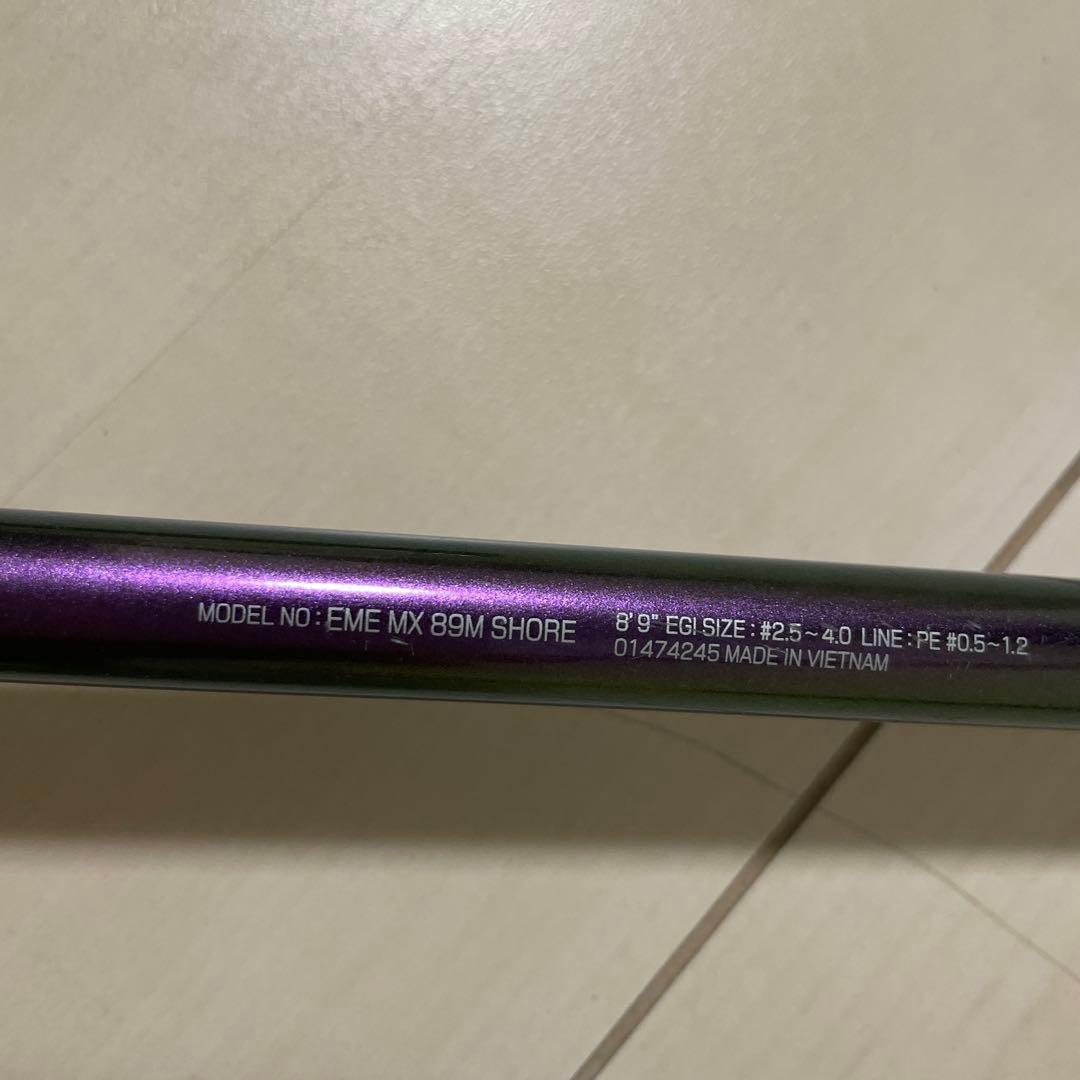 MODEL NO : EME MX 89M SHORE 8' 9" EGI SIZE : #2.5~4.0 LINE : PE #0.5~1.2
01474245 MADE IN VIETNAM